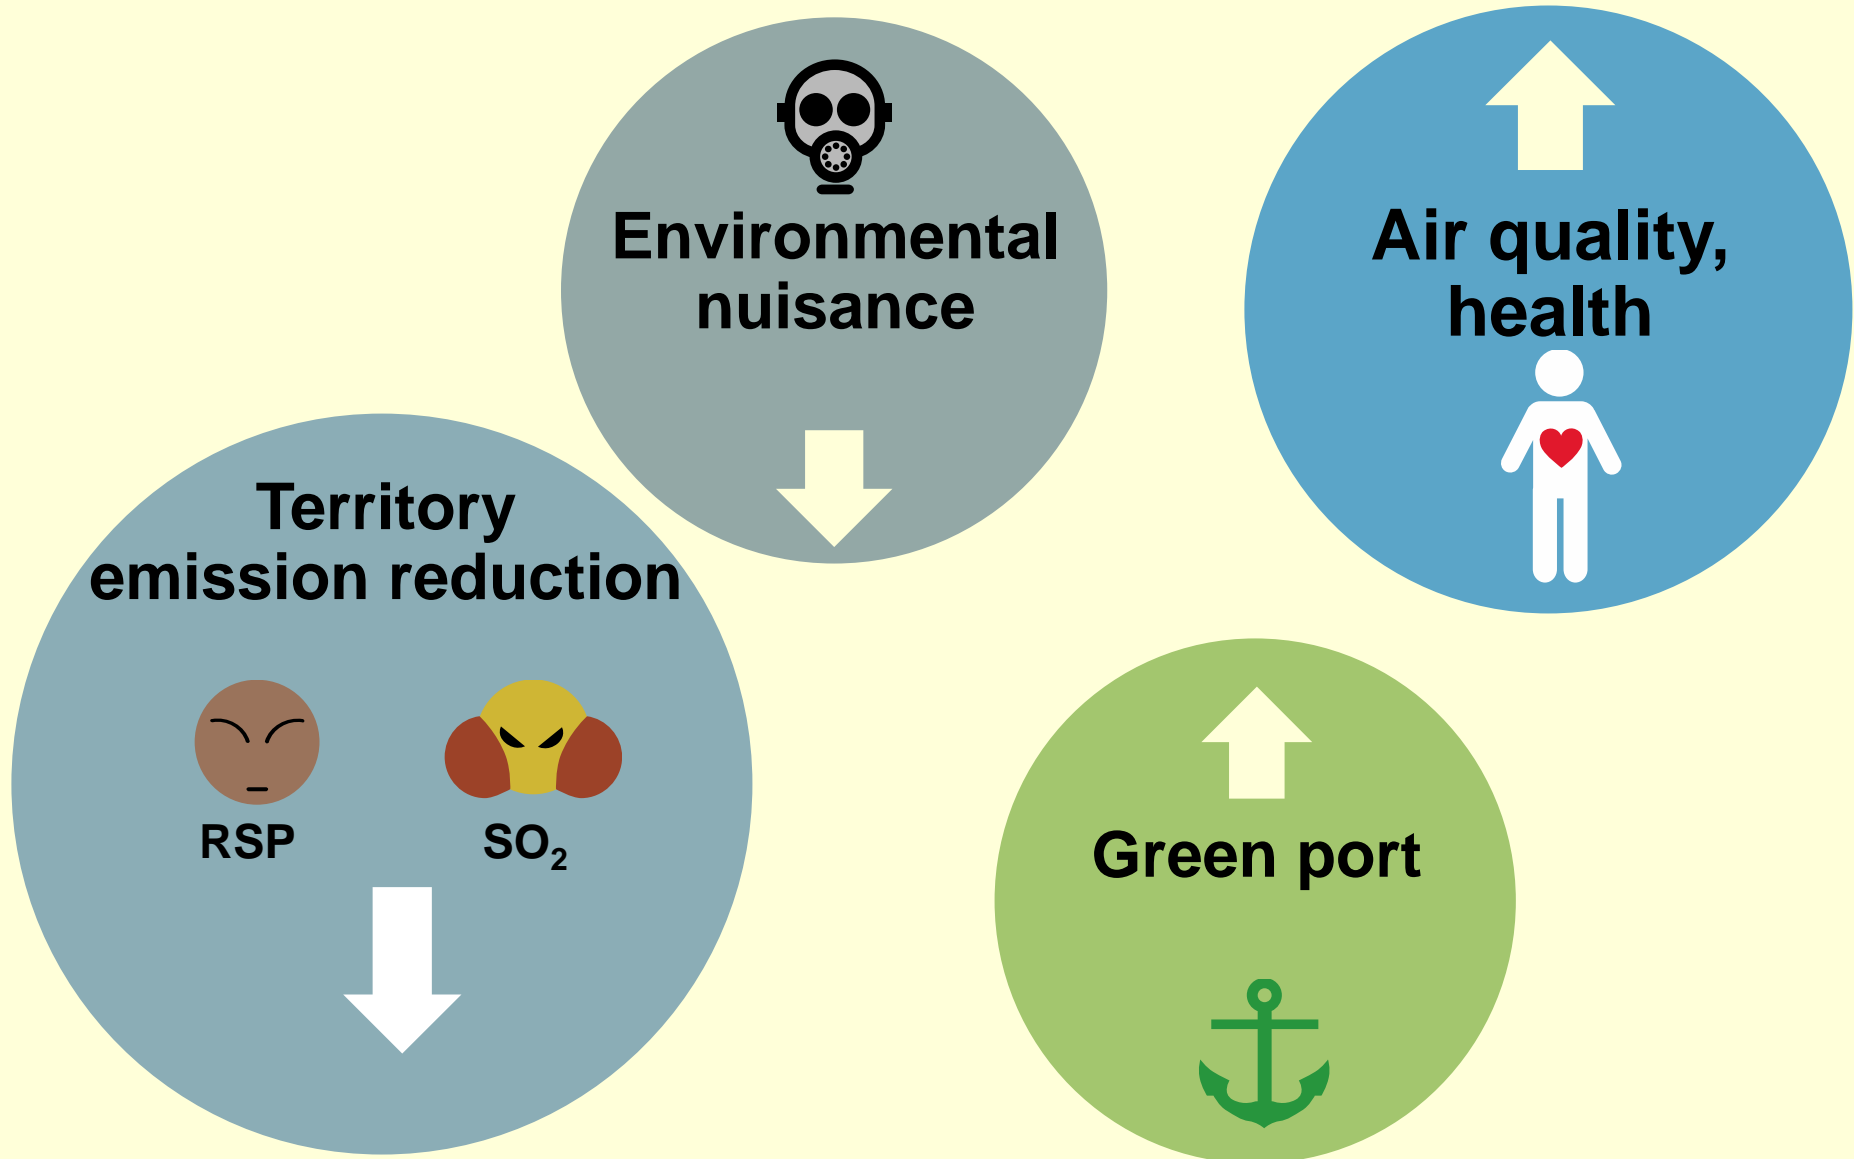 Environmental
nuisance
Air quality,
health
Territory
emission reduction
RSP
SO₂
Green port